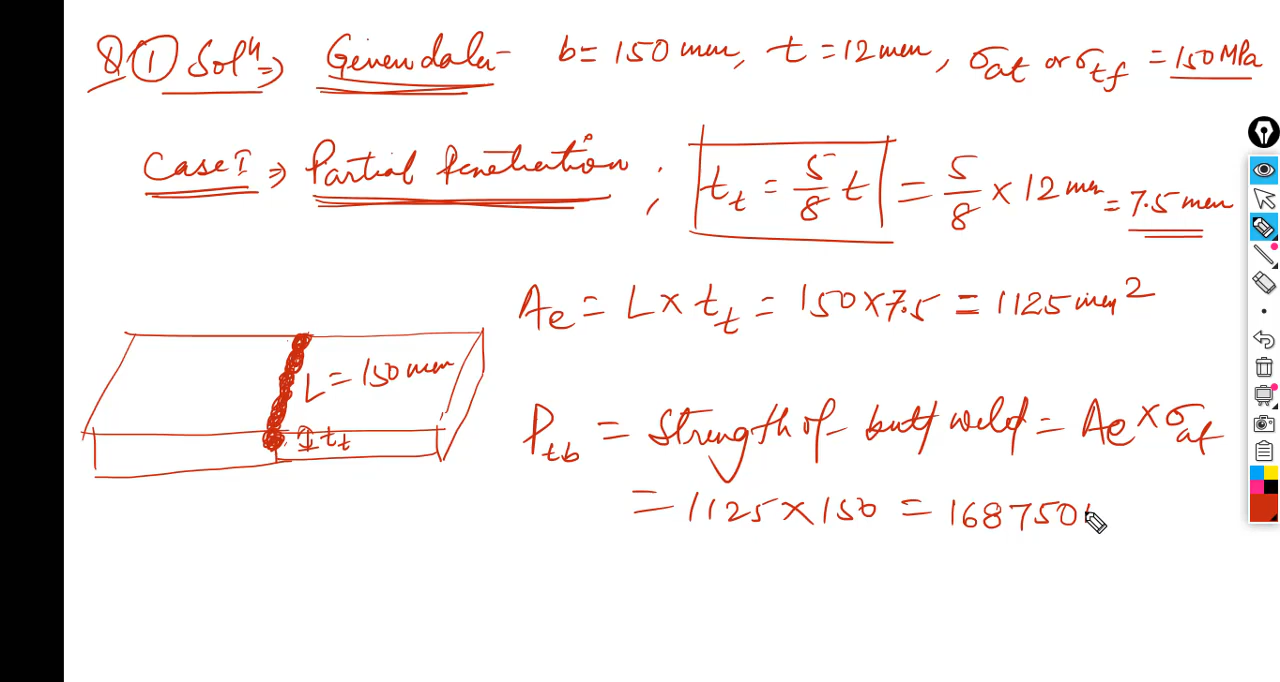 Q ① Solⁿ ⇒ Given data- b = 150 mm, t = 12 mm, σat or σtf = 150 MPa
Case I ⇒ Partial Penetration ; tt = 5/8 t = 5/8 × 12 mm = 7.5 mm
Ae = L × tt = 150 × 7.5 = 1125 mm²
L = 150 mm
tt
Ptb = Strength of butt weld = Ae × σat
= 1125 × 150 = 168750